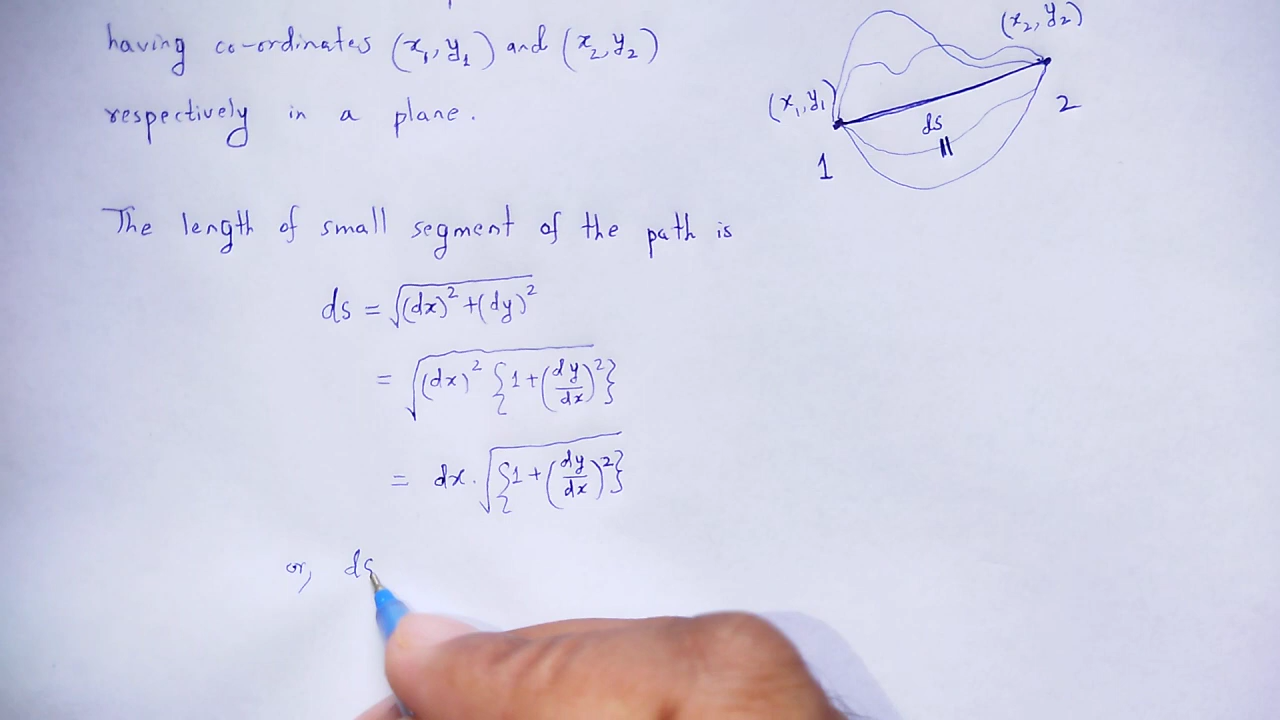 having co-ordinates (x₁, y₁) and (x₂, y₂)
respectively in a plane.
(x₂, y₂)
(x₁, y₁)
ds
1
2
The length of small segment of the path is
ds = √((dx)² + (dy)²)
= √((dx)² {1 + (dy/dx)²})
= dx . √({1 + (dy/dx)²})
or, ds